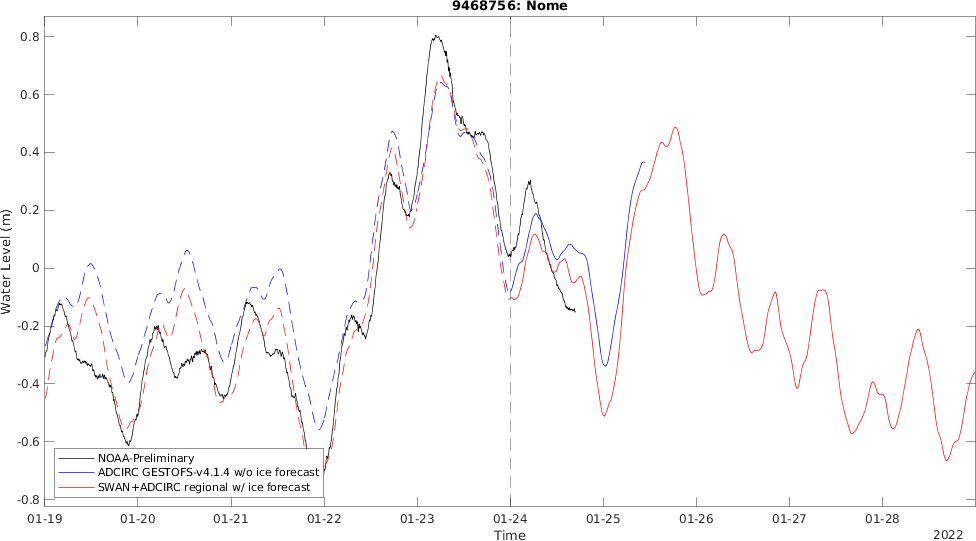 9468756: Nome
0.8
0.6
0.4
0.2
0
-0.2
-0.4
-0.6
-0.8
Water Level (m)
NOAA-Preliminary
ADCIRC GESTOFS-v4.1.4 w/o ice forecast
SWAN+ADCIRC regional w/ ice forecast
01-19 01-20 01-21 01-22 01-23 01-24 01-25 01-26 01-27 01-28
Time
2022